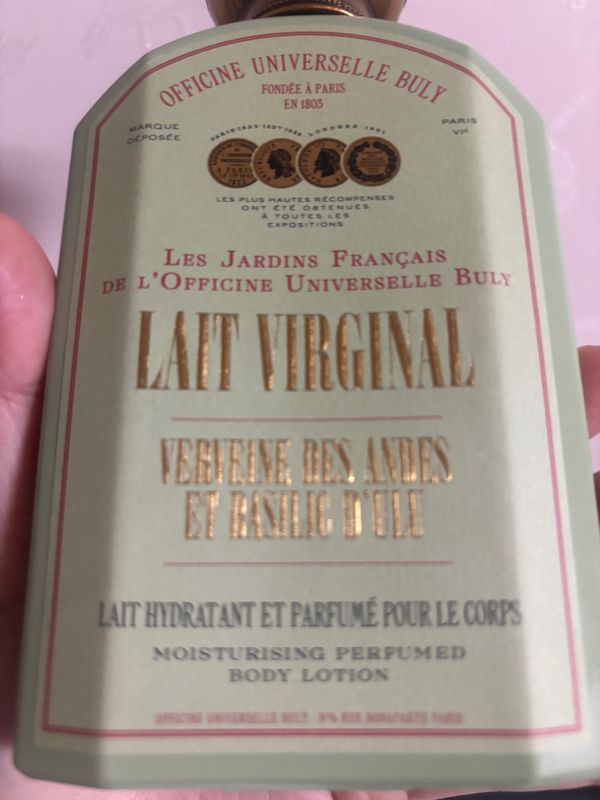 OFFICINE UNIVERSELLE BULY
FONDÉE À PARIS
EN 1803
MARQUE
DÉPOSÉE
PARIS
VIᵉ
LES PLUS HAUTES RÉCOMPENSES
ONT ÉTÉ OBTENUES
À TOUTES LES
EXPOSITIONS
LES JARDINS FRANÇAIS
DE L'OFFICINE UNIVERSELLE BULY
LAIT VIRGINAL
VERVEINE DES ANDES
ET BASILIC D'ULU
LAIT HYDRATANT ET PARFUMÉ POUR LE CORPS
MOISTURISING PERFUMED
BODY LOTION
OFFICINE UNIVERSELLE BULY - Nº6 RUE BONAPARTE PARIS